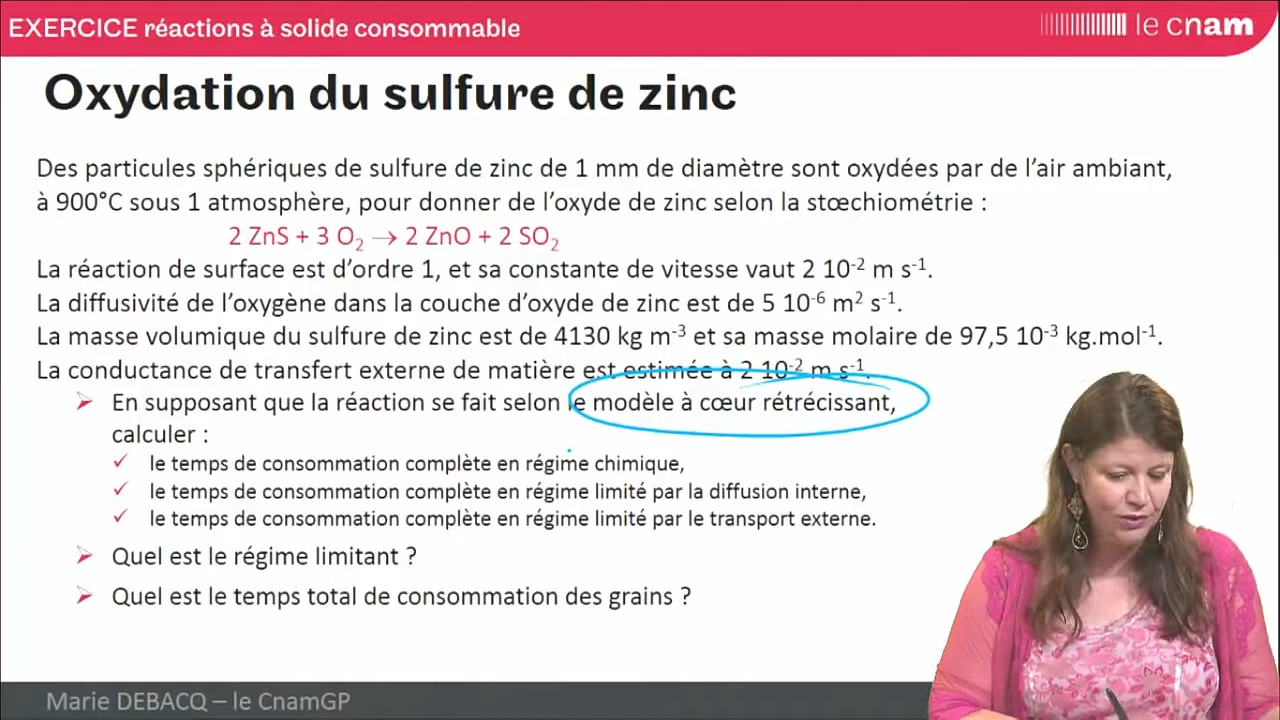 EXERCICE réactions à solide consommable
le cnam
Oxydation du sulfure de zinc
Des particules sphériques de sulfure de zinc de 1 mm de diamètre sont oxydées par de l’air ambiant,
à 900°C sous 1 atmosphère, pour donner de l’oxyde de zinc selon la stœchiométrie :
2 ZnS + 3 O₂ → 2 ZnO + 2 SO₂
La réaction de surface est d’ordre 1, et sa constante de vitesse vaut 2 10⁻² m s⁻¹.
La diffusivité de l’oxygène dans la couche d’oxyde de zinc est de 5 10⁻⁶ m² s⁻¹.
La masse volumique du sulfure de zinc est de 4130 kg m⁻³ et sa masse molaire de 97,5 10⁻³ kg.mol⁻¹.
La conductance de transfert externe de matière est estimée à 2 10⁻² m s⁻¹.
➢ En supposant que la réaction se fait selon le modèle à cœur rétrécissant,
calculer :
✓ le temps de consommation complète en régime chimique,
✓ le temps de consommation complète en régime limité par la diffusion interne,
✓ le temps de consommation complète en régime limité par le transport externe.
➢ Quel est le régime limitant ?
➢ Quel est le temps total de consommation des grains ?
Marie DEBACQ – le CnamGP